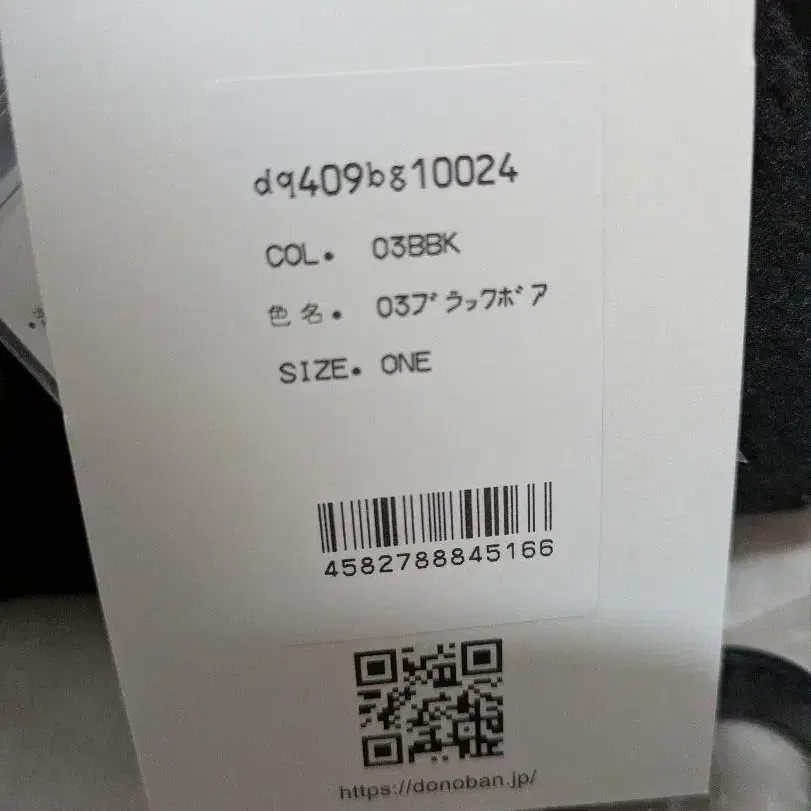 dq409bg10024
COL. 03BBK
色名. 03ブラックボア
SIZE. ONE
4582788845166
https://donoban.jp/